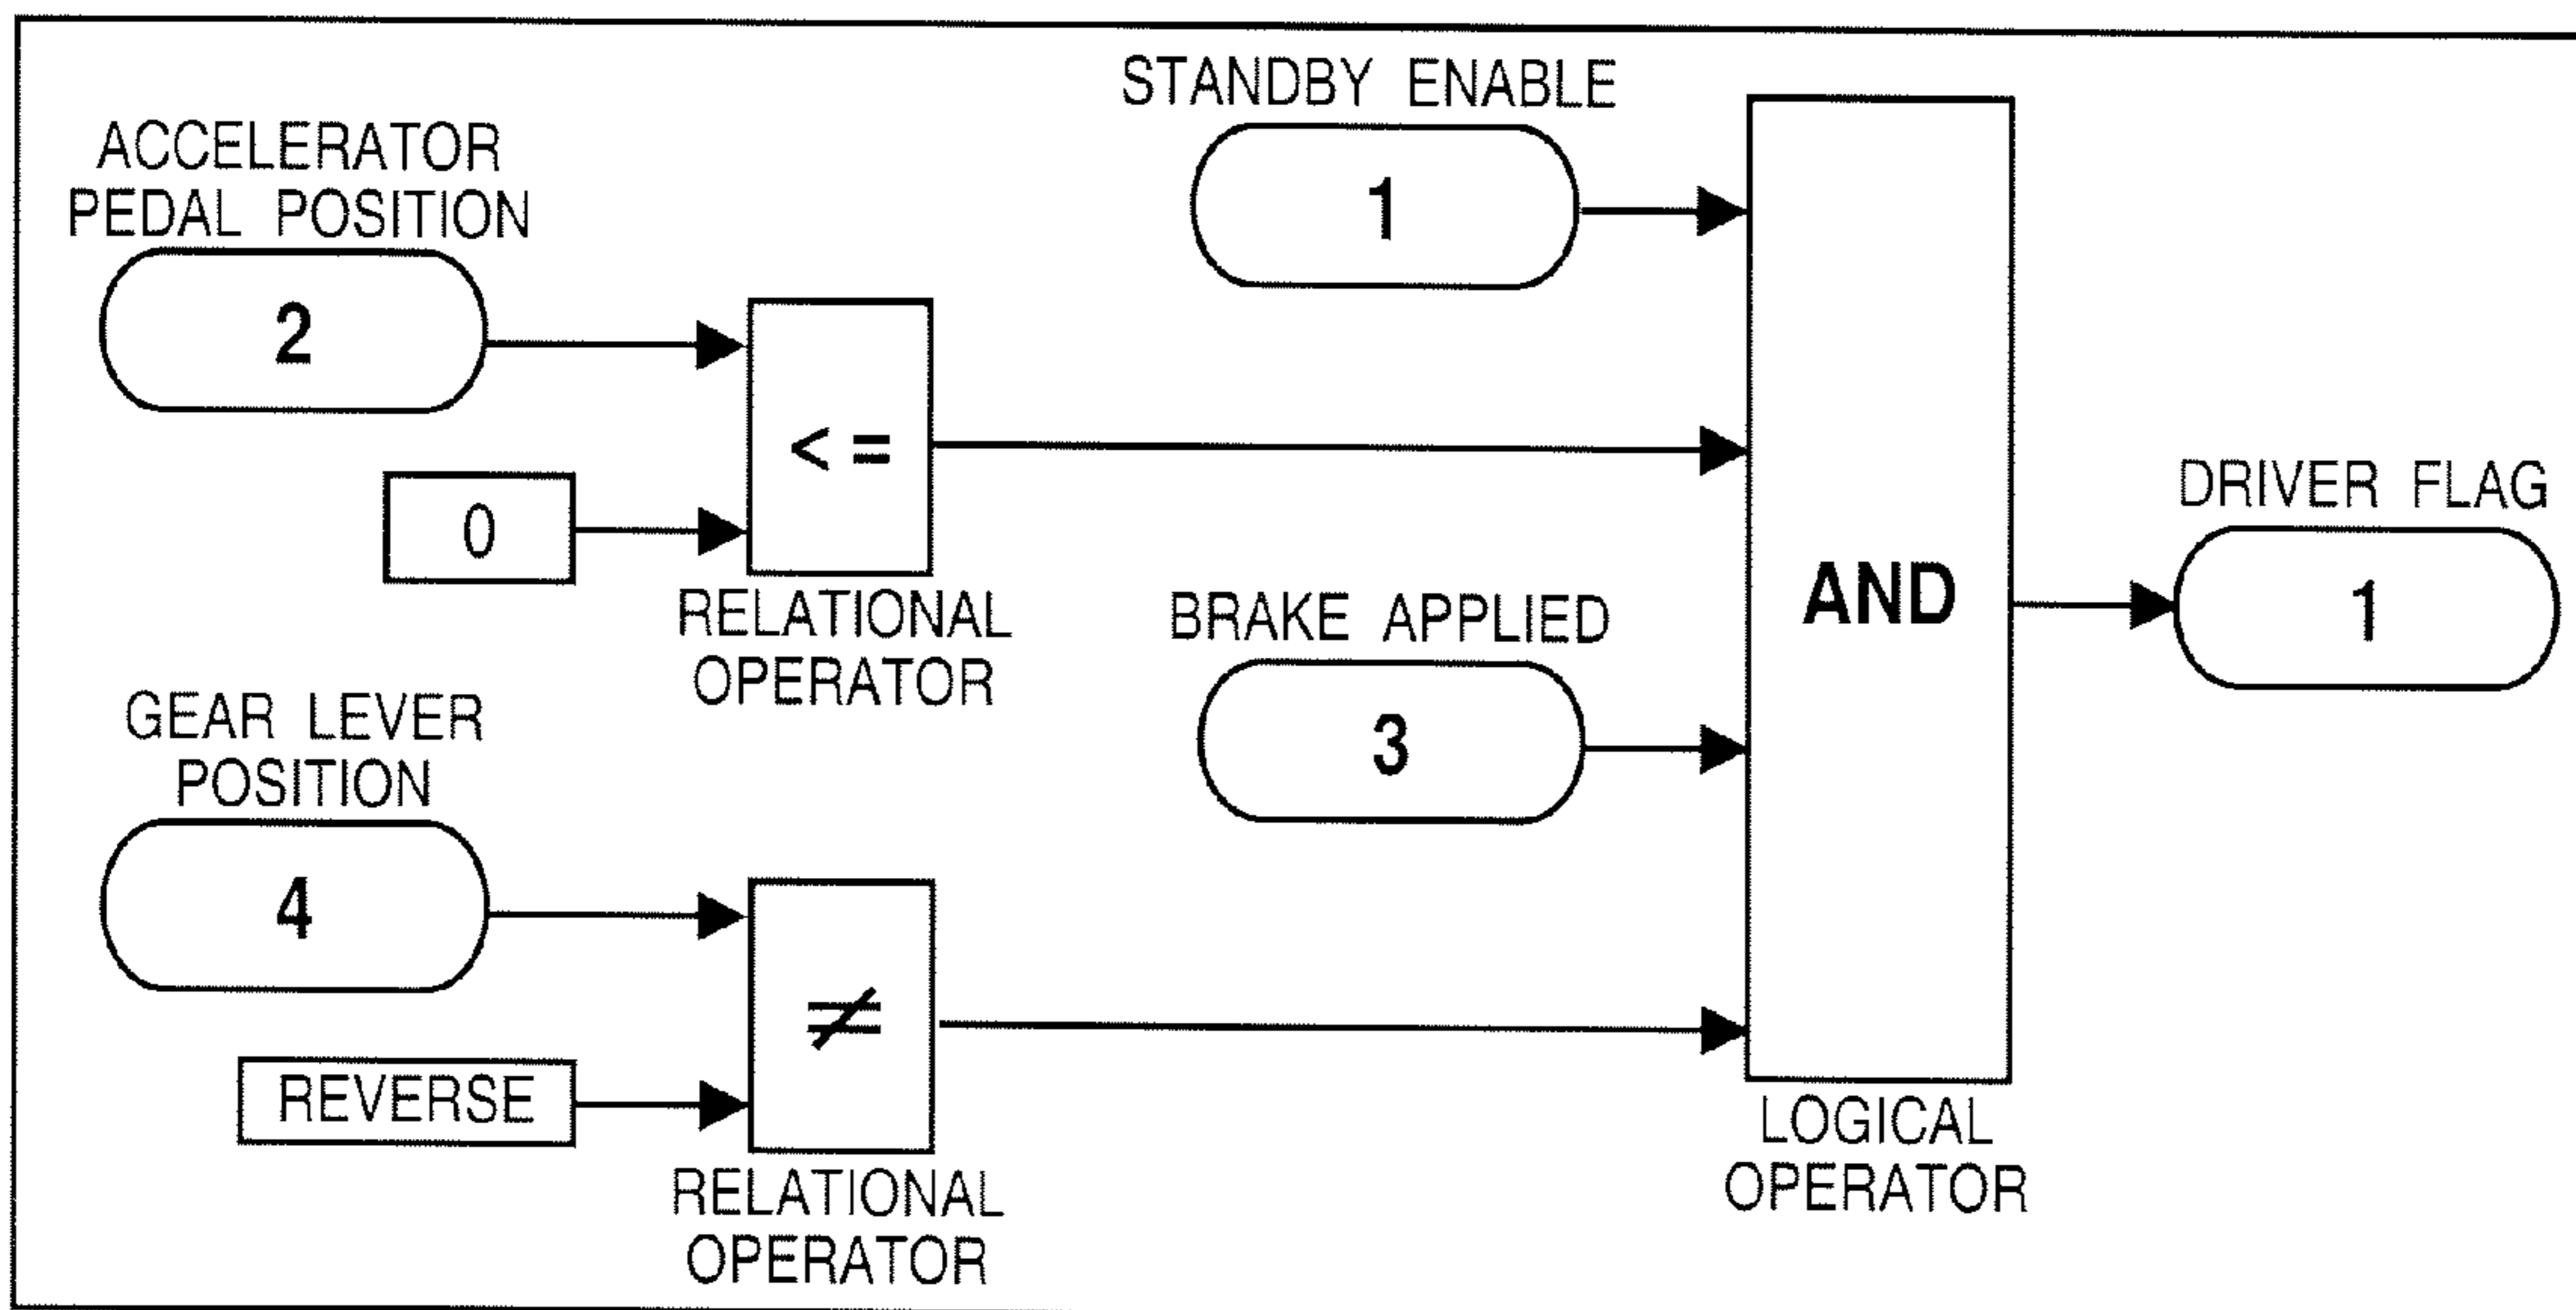 STANDBY ENABLE
1
ACCELERATOR
PEDAL POSITION
2
0
< =
RELATIONAL
OPERATOR
BRAKE APPLIED
3
AND
DRIVER FLAG
1
GEAR LEVER
POSITION
4
REVERSE
≠
RELATIONAL
OPERATOR
LOGICAL
OPERATOR